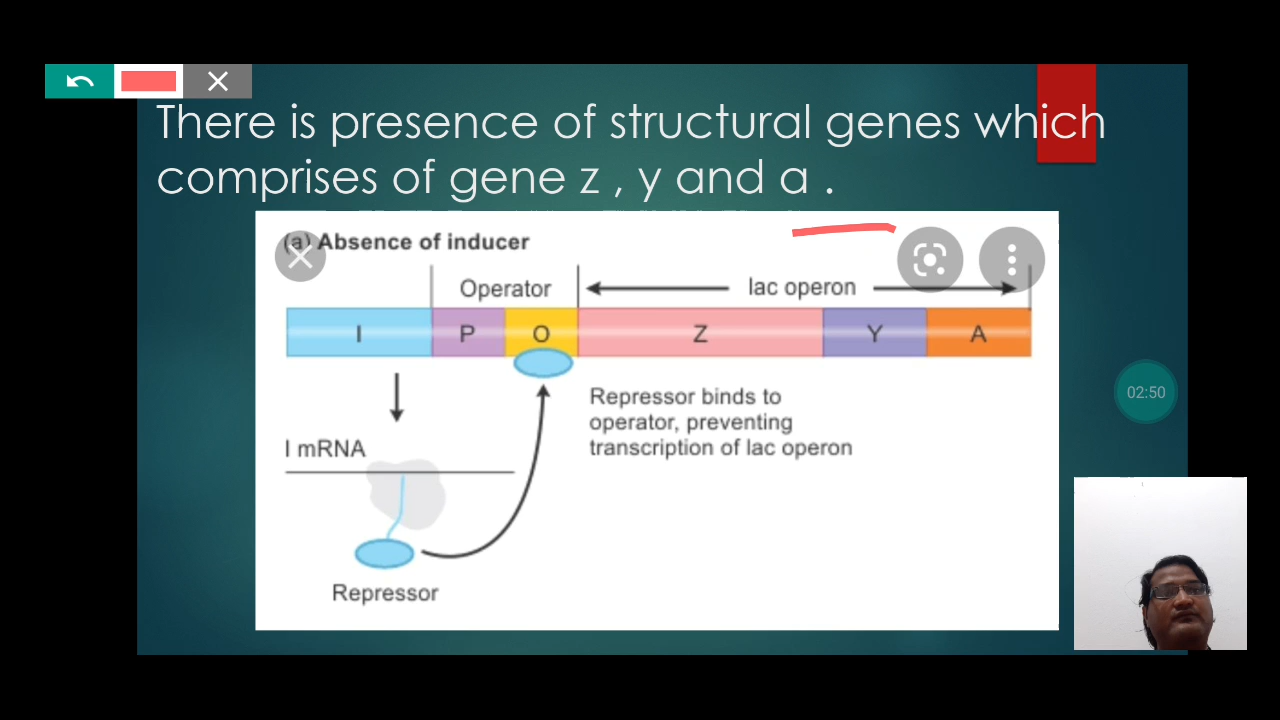 There is presence of structural genes which
comprises of gene z , y and a .
(a) Absence of inducer
Operator
lac operon
I
P
O
Z
Y
A
Repressor binds to
operator, preventing
transcription of lac operon
I mRNA
Repressor
02:50